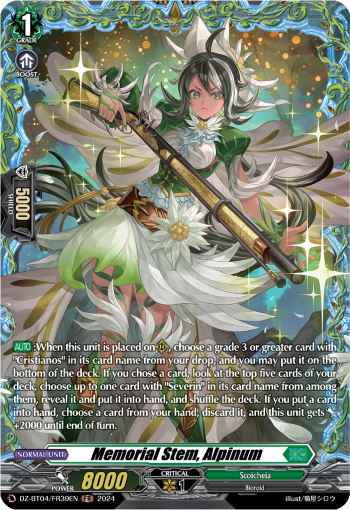 1
GRADE
BOOST
5000
SHIELD
AUTO :When this unit is placed on , choose a grade 3 or greater card with
"Cristianos" in its card name from your drop, and you may put it on the
bottom of the deck. If you chose a card, look at the top five cards of your
deck, choose up to one card with "Severin" in its card name from among
them, reveal it and put it into hand, and shuffle the deck. If you put a card
into hand, choose a card from your hand, discard it, and this unit gets
+2000 until end of turn.
NORMAL UNIT
Memorial Stem, Alpinum
POWER
8000
CRITICAL
1
Stoicheia
Bioroid
DZ-BT04/FR39EN FR 2024
illust/菊屋シロウ